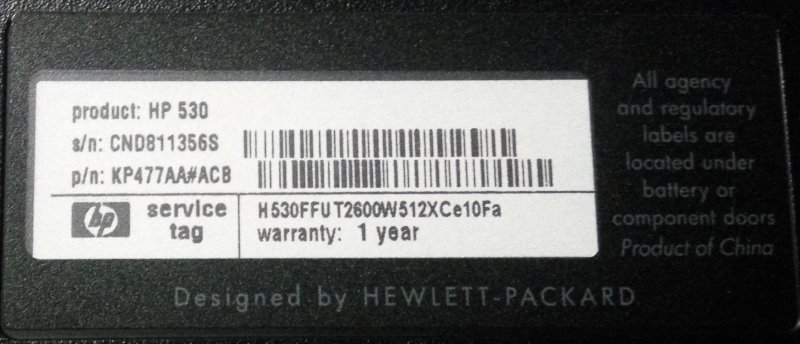 product: HP 530
s/n: CND811356S
p/n: KP477AA#ACB
hp
service
tag
H530FFUT2600W512XCe10Fa
warranty: 1 year
All agency
and regulatory
labels are
located under
battery or
component doors
Product of China
Designed by HEWLETT-PACKARD